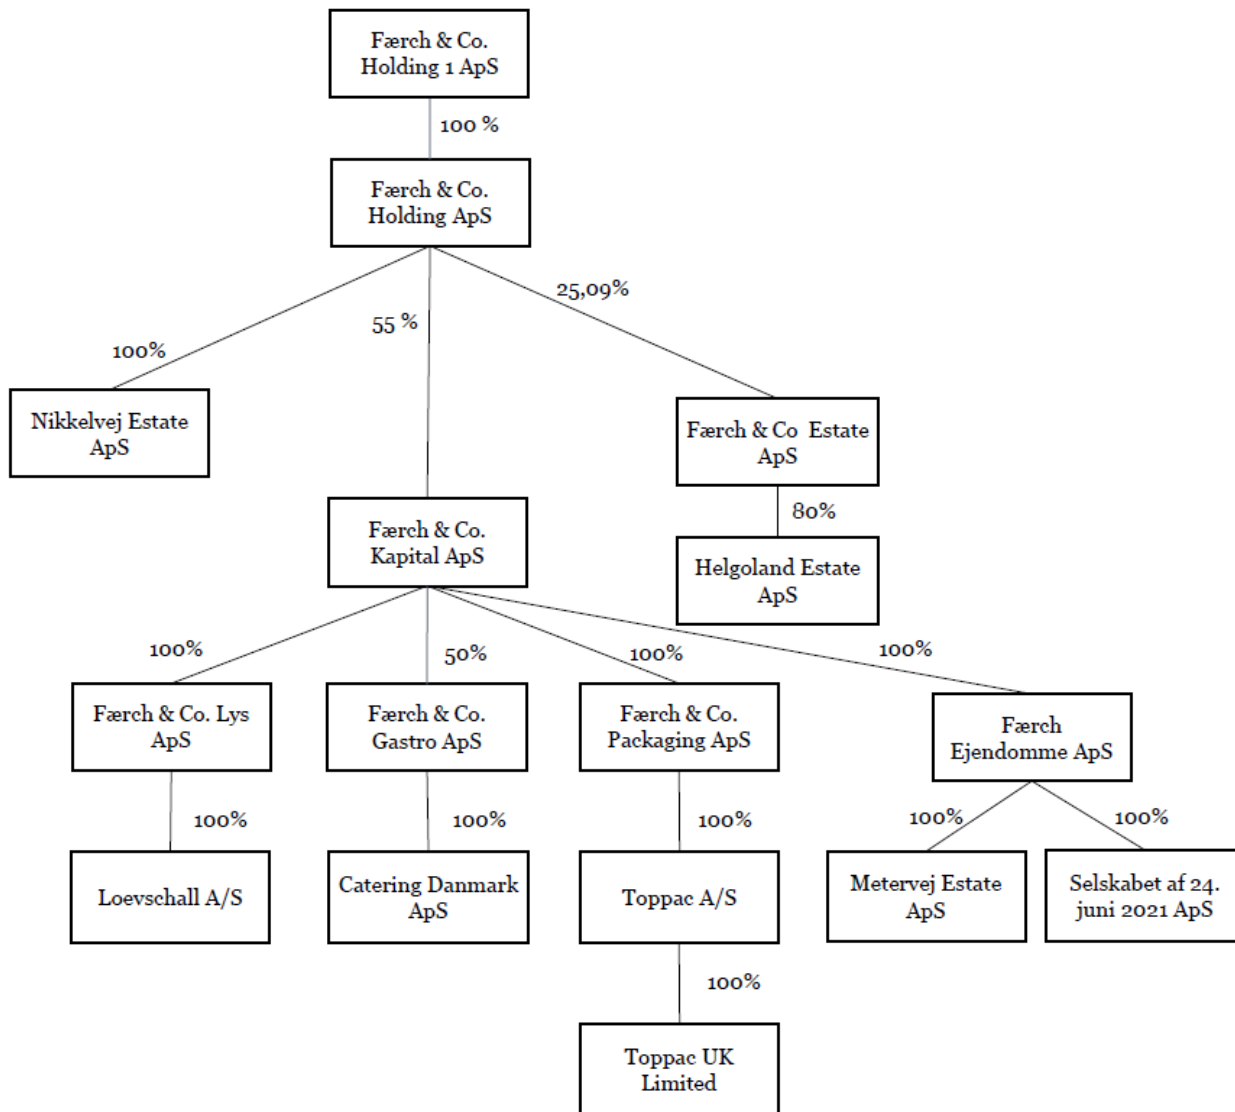 Færch & Co.
Holding 1 ApS
100 %
Færch & Co.
Holding ApS
25,09%
55 %
100%
Nikkelvej Estate
ApS
Færch & Co  Estate
ApS
80%
Færch & Co.
Kapital ApS
Helgoland Estate
ApS
100%
50%
100%
100%
Færch & Co. Lys
ApS
Færch & Co.
Gastro ApS
Færch & Co.
Packaging ApS
Færch
Ejendomme ApS
100%
100%
100%
100%
100%
Loevschall A/S
Catering Danmark
ApS
Toppac A/S
Metervej Estate
ApS
Selskabet af 24.
juni 2021 ApS
100%
Toppac UK
Limited